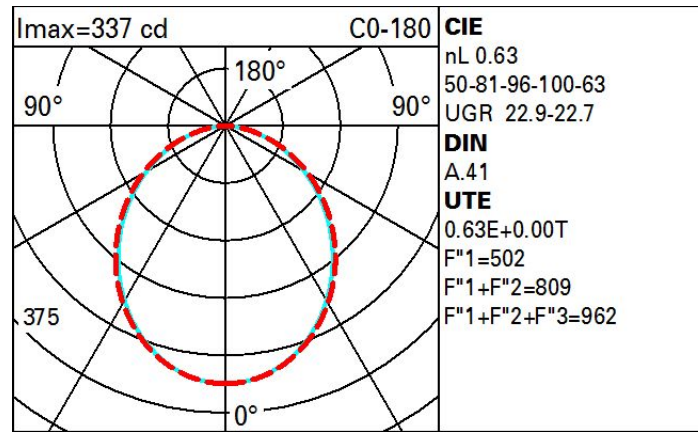 Imax=337 cd C0-180
180°
90° 90°
375
0°
CIE
nL 0.63
50-81-96-100-63
UGR 22.9-22.7
DIN
A.41
UTE
0.63E+0.00T
F"1=502
F"1+F"2=809
F"1+F"2+F"3=962